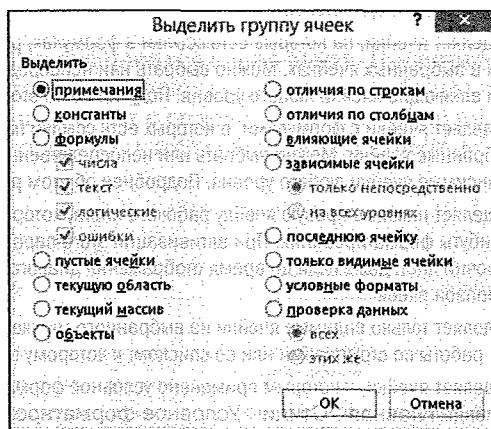 Выделить группу ячеек
?
Выделить
примечания
константы
формулы
числа
текст
логические
ошибки
пустые ячейки
текущую область
текущий массив
объекты
отличия по строкам
отличия по столбцам
влияющие ячейки
зависимые ячейки
только непосредственно
на всех уровнях
последнюю ячейку
только видимые ячейки
условные форматы
проверка данных
всех
этих же
ОК
Отмена